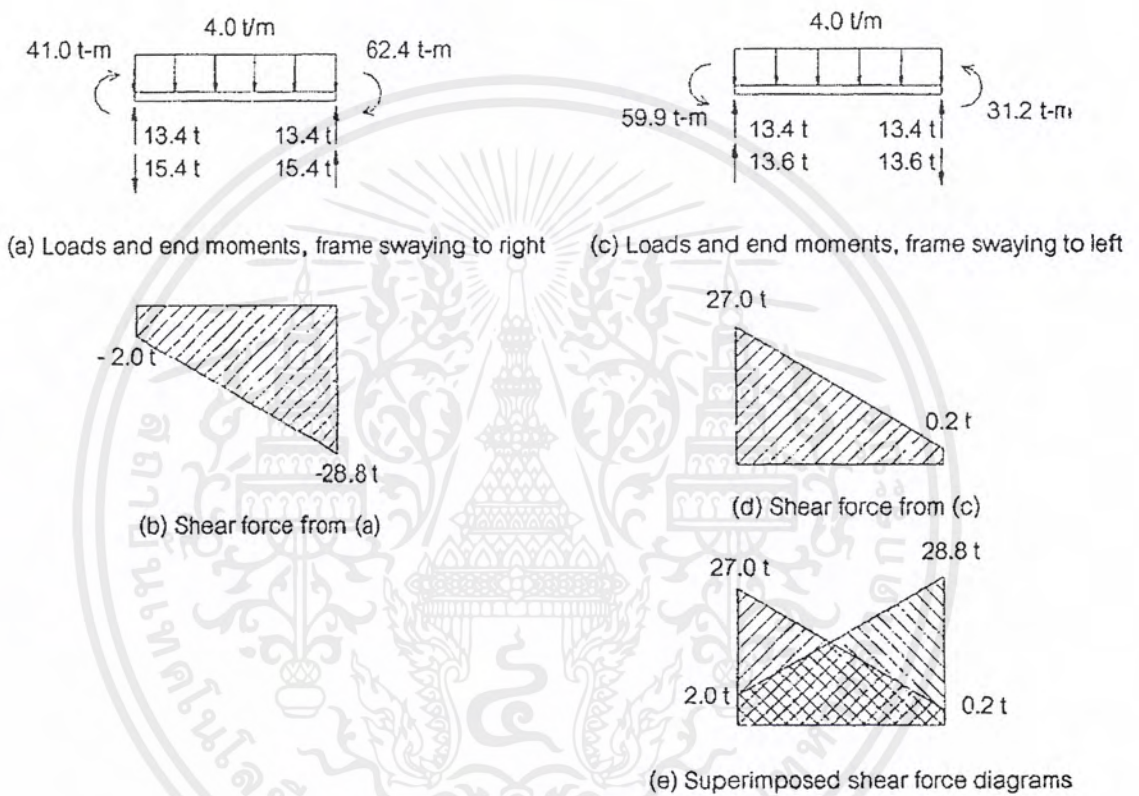 4.0 t/m
41.0 t-m
62.4 t-m
13.4 t
13.4 t
15.4 t
15.4 t
(a) Loads and end moments, frame swaying to right
4.0 t/m
59.9 t-m
31.2 t-m
13.4 t
13.4 t
13.6 t
13.6 t
(c) Loads and end moments, frame swaying to left
- 2.0 t
-28.8 t
(b) Shear force from (a)
27.0 t
0.2 t
(d) Shear force from (c)
27.0 t
28.8 t
2.0 t
0.2 t
(e) Superimposed shear force diagrams